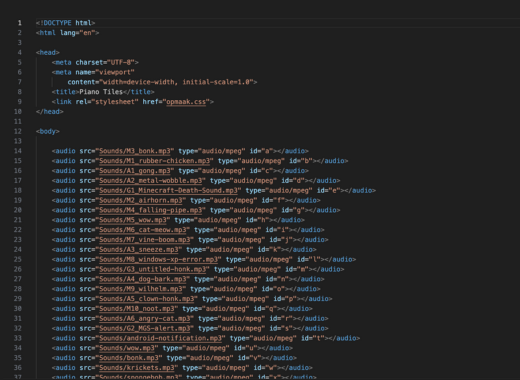 1 <!DOCTYPE html>
2 <html lang="en">
3
4 <head>
5 <meta charset="UTF-8">
6 <meta name="viewport"
7 content="width=device-width, initial-scale=1.0">
8 <title>Piano Tiles</title>
9 <link rel="stylesheet" href="opmaak.css">
10 </head>
11
12 <body>
13
14 <audio src="Sounds/M3_bonk.mp3" type="audio/mpeg" id="a"></audio>
15 <audio src="Sounds/M1_rubber-chicken.mp3" type="audio/mpeg" id="b"></audio>
16 <audio src="Sounds/A1_gong.mp3" type="audio/mpeg" id="c"></audio>
17 <audio src="Sounds/A2_metal-wobble.mp3" type="audio/mpeg" id="d"></audio>
18 <audio src="Sounds/G1_Minecraft-Death-Sound.mp3" type="audio/mpeg" id="e"></audio>
19 <audio src="Sounds/M2_airhorn.mp3" type="audio/mpeg" id="f"></audio>
20 <audio src="Sounds/M4_falling-pipe.mp3" type="audio/mpeg" id="g"></audio>
21 <audio src="Sounds/M5_wow.mp3" type="audio/mpeg" id="h"></audio>
22 <audio src="Sounds/M6_cat-meow.mp3" type="audio/mpeg" id="i"></audio>
23 <audio src="Sounds/M7_vine-boom.mp3" type="audio/mpeg" id="j"></audio>
24 <audio src="Sounds/A3_sneeze.mp3" type="audio/mpeg" id="k"></audio>
25 <audio src="Sounds/M8_windows-xp-error.mp3" type="audio/mpeg" id="l"></audio>
26 <audio src="Sounds/G3_untitled-honk.mp3" type="audio/mpeg" id="m"></audio>
27 <audio src="Sounds/A4_dog-bark.mp3" type="audio/mpeg" id="n"></audio>
28 <audio src="Sounds/M9_wilhelm.mp3" type="audio/mpeg" id="o"></audio>
29 <audio src="Sounds/A5_clown-honk.mp3" type="audio/mpeg" id="p"></audio>
30 <audio src="Sounds/M10_noot.mp3" type="audio/mpeg" id="q"></audio>
31 <audio src="Sounds/A6_angry-cat.mp3" type="audio/mpeg" id="r"></audio>
32 <audio src="Sounds/G2_MGS-alert.mp3" type="audio/mpeg" id="s"></audio>
33 <audio src="Sounds/android-notification.mp3" type="audio/mpeg" id="t"></audio>
34 <audio src="Sounds/wow.mp3" type="audio/mpeg" id="u"></audio>
35 <audio src="Sounds/bonk.mp3" type="audio/mpeg" id="v"></audio>
36 <audio src="Sounds/krickets.mp3" type="audio/mpeg" id="w"></audio>
37 <audio src="Sounds/spongebob.mp3" type="audio/mpeg" id="x"></audio>